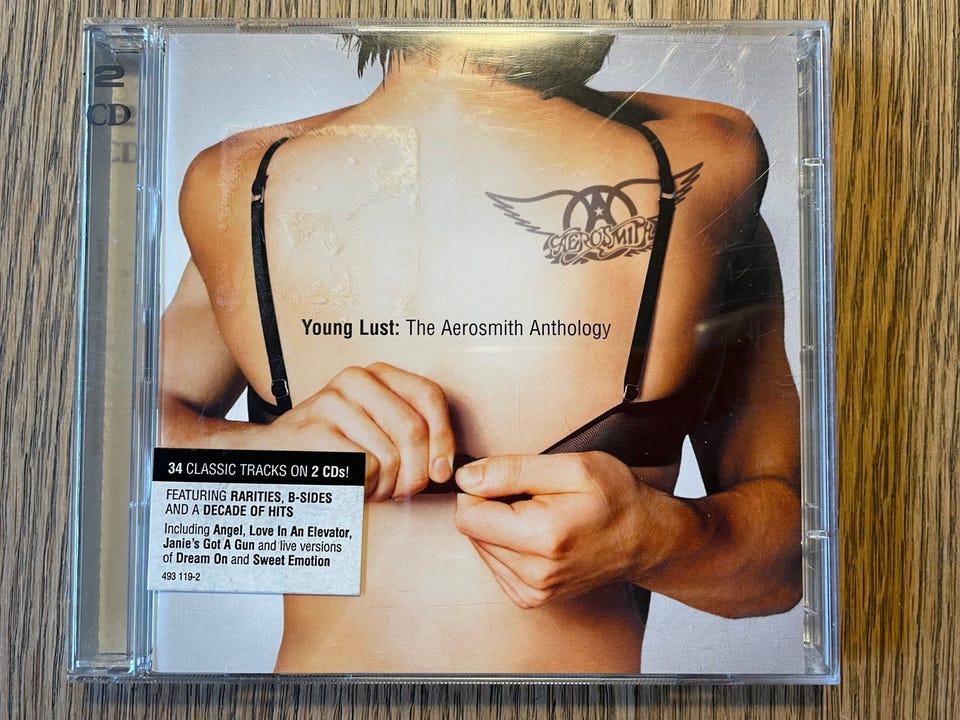 2
CD
AEROSMITH
Young Lust: The Aerosmith Anthology
34 CLASSIC TRACKS ON 2 CDs!
FEATURING RARITIES, B-SIDES
AND A DECADE OF HITS
Including Angel, Love In An Elevator,
Janie's Got A Gun and live versions
of Dream On and Sweet Emotion
493 119-2